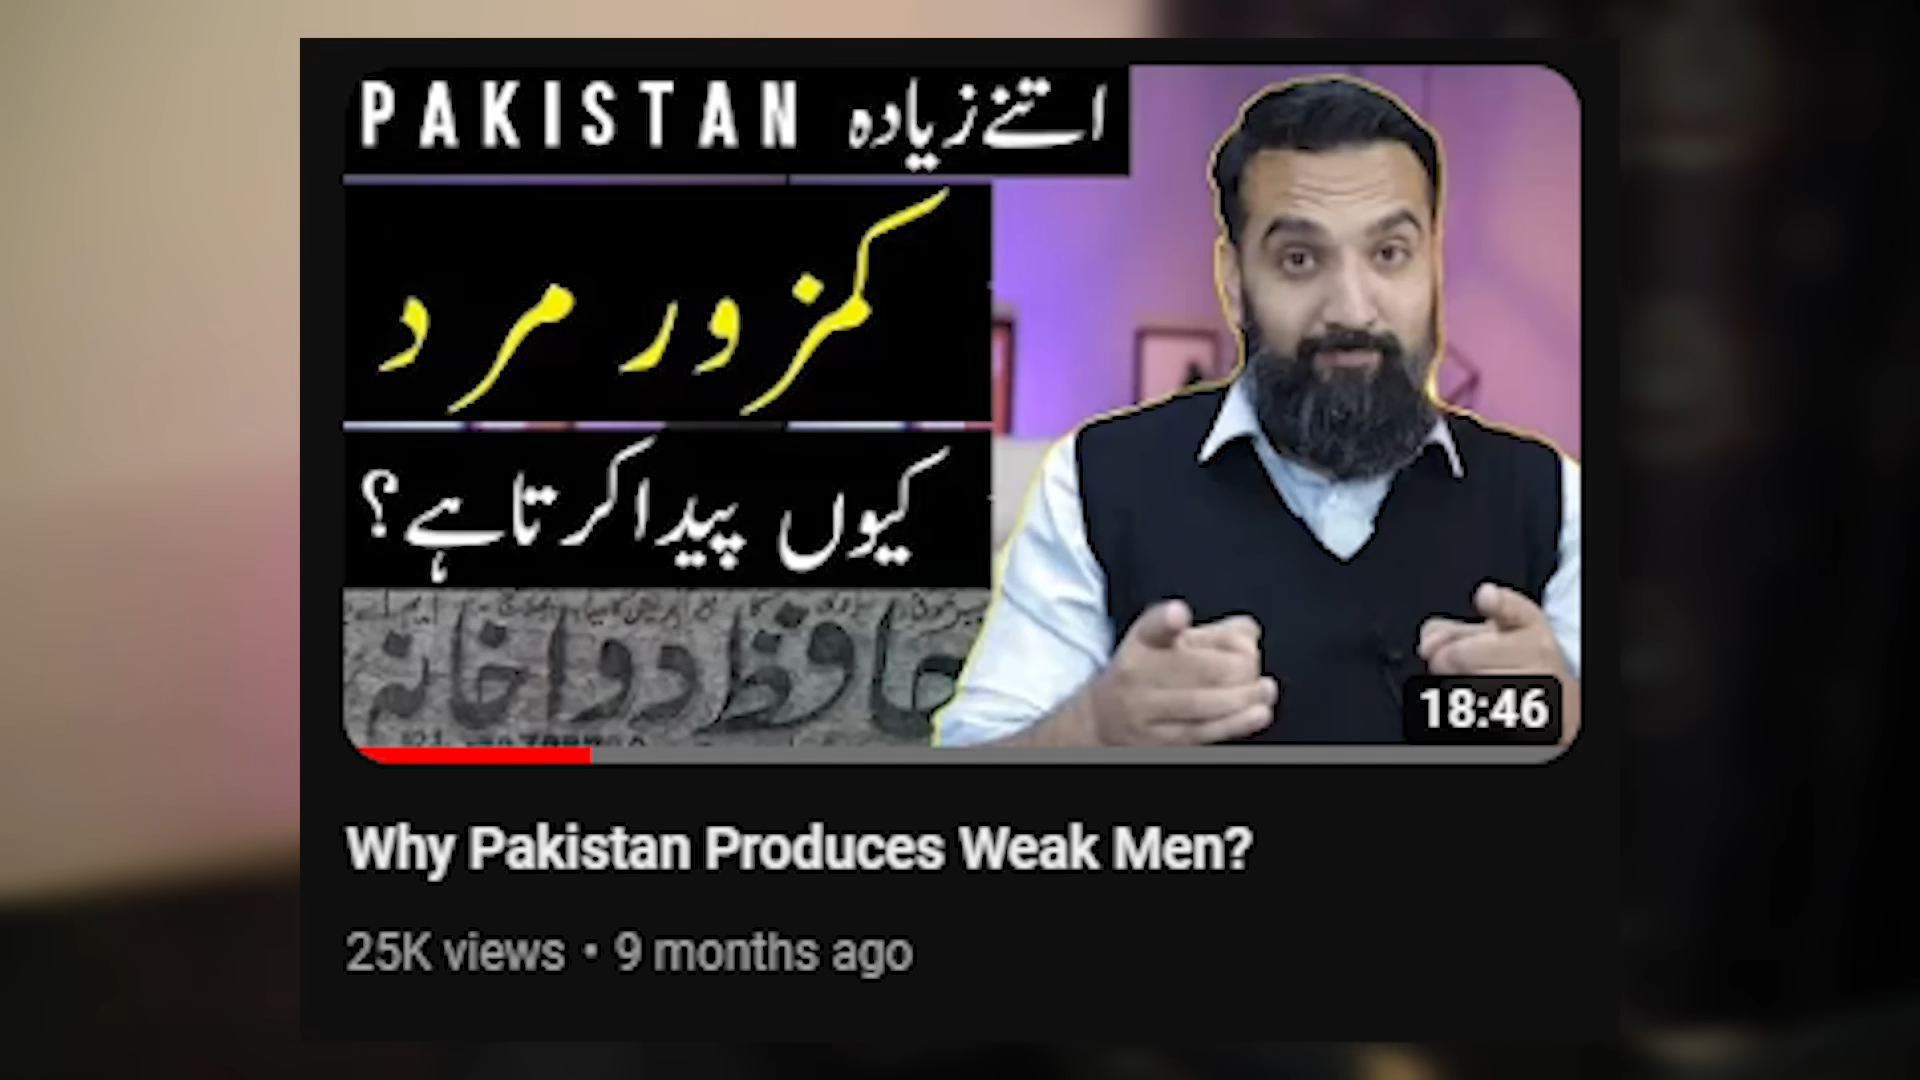 PAKISTAN اتنے زیادہ
کمزور مرد
کیوں پیدا کرتا ہے؟
حافظ دواخانہ
18:46
Why Pakistan Produces Weak Men?
25K views • 9 months ago